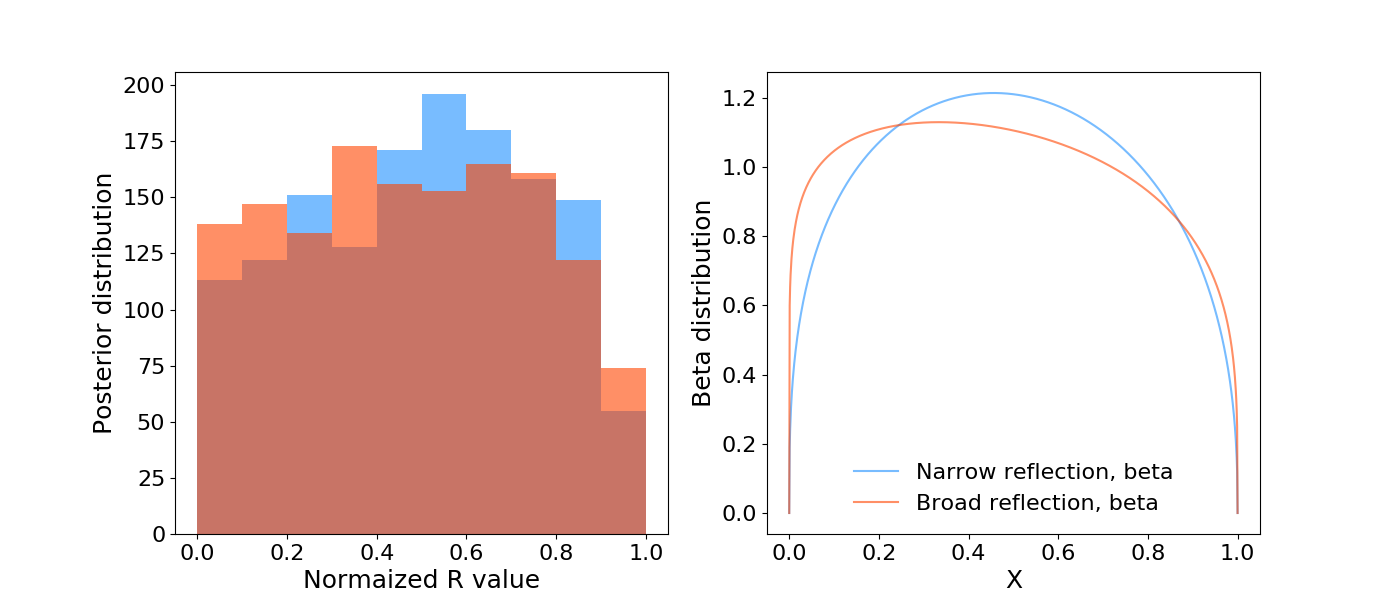 200
175
150
125
100
75
50
25
0
0.0 0.2 0.4 0.6 0.8 1.0
Normaized R value
Posterior distribution
1.2
1.0
0.8
0.6
0.4
0.2
0.0
0.0 0.2 0.4 0.6 0.8 1.0
X
Beta distribution
Narrow reflection, beta
Broad reflection, beta